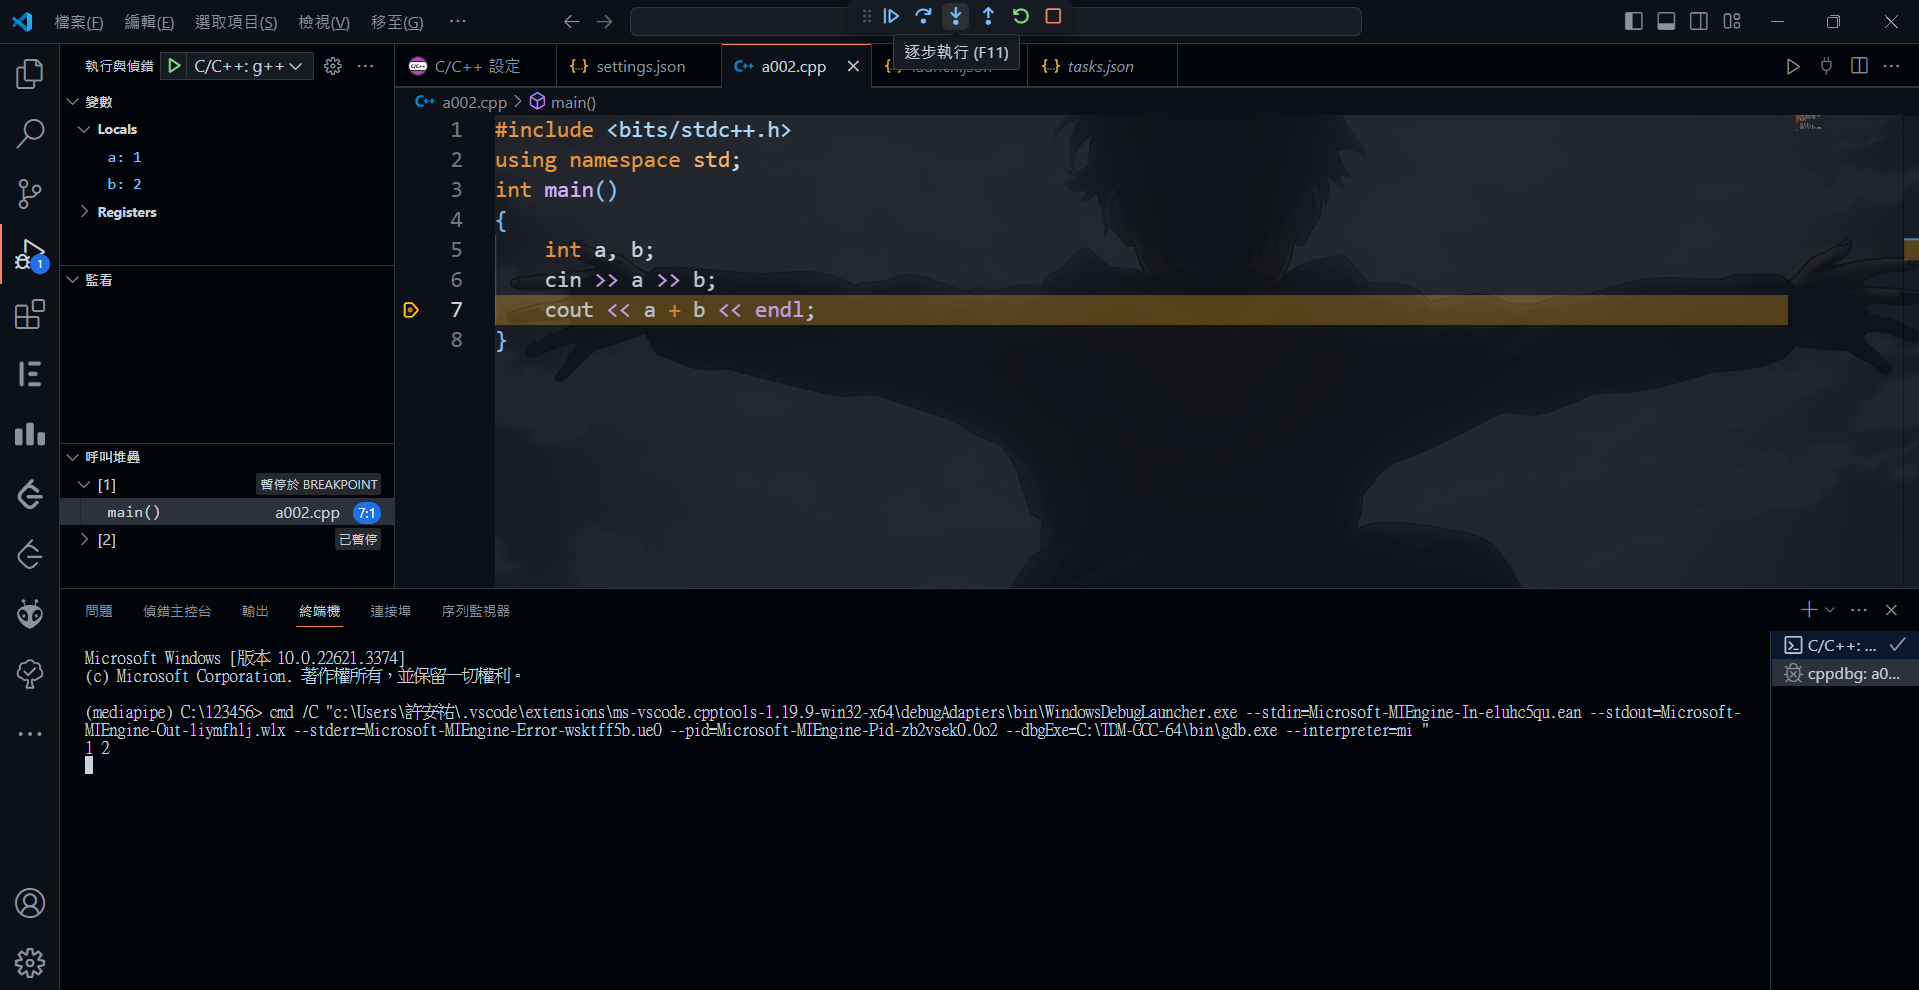 檔案(F) 編輯(E) 選取項目(S) 檢視(V) 移至(G) ···
逐步執行 (F11)
執行與偵錯 C/C++: g++ ···
C/C++ 設定 settings.json a002.cpp launch.json tasks.json
a002.cpp > main()
變數
Locals
a: 1
b: 2
Registers
監看
呼叫堆疊
[1] 暫停於 BREAKPOINT
main() a002.cpp 7:1
[2] 已暫停
1
1 #include <bits/stdc++.h>
2 using namespace std;
3 int main()
4 {
5 int a, b;
6 cin >> a >> b;
7 cout << a + b << endl;
8 }
問題 偵錯主控台 輸出 終端機 連接埠 序列監視器
Microsoft Windows [版本 10.0.22621.3374]
(c) Microsoft Corporation. 著作權所有，並保留一切權利。
(mediapipe) C:\123456> cmd /C "c:\Users\許安祐\.vscode\extensions\ms-vscode.cpptools-1.19.9-win32-x64\debugAdapters\bin\WindowsDebugLauncher.exe --stdin=Microsoft-MIEngine-In-eluhc5qu.ean --stdout=Microsoft-
MIEngine-Out-liymfhlj.wlx --stderr=Microsoft-MIEngine-Error-wsktff5b.ue0 --pid=Microsoft-MIEngine-Pid-zb2vsek0.0o2 --dbgExe=C:\TDM-GCC-64\bin\gdb.exe --interpreter=mi "
1 2
C/C++: ...
cppdbg: a0...